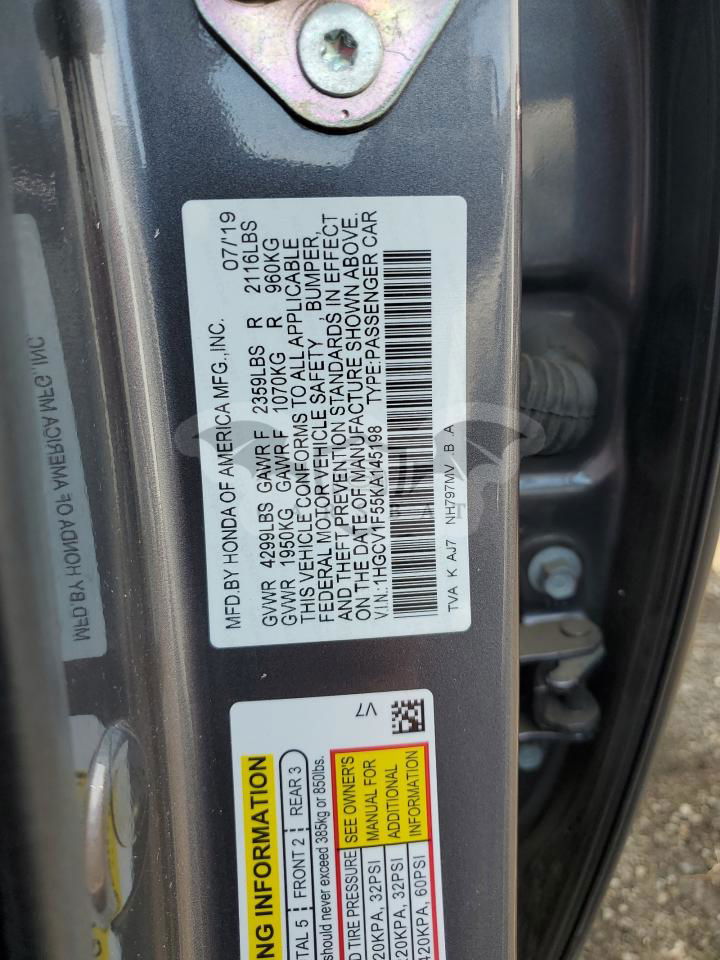 MFD.BY HONDA OF AMERICA MFG.,INC. 07/'19
GVWR 4299LBS GAWR F 2359LBS R 2116LBS
GVWR 1950KG GAWR F 1070KG R 960KG
THIS VEHICLE CONFORMS TO ALL APPLICABLE
FEDERAL MOTOR VEHICLE SAFETY , BUMPER,
AND THEFT PREVENTION STANDARDS IN EFFECT
ON THE DATE OF MANUFACTURE SHOWN ABOVE.
V.I.N.:1HGCV1F55KA145198 TYPE:PASSENGER CAR
TVA K AJ7 NH797MV .B .A
V7
ING INFORMATION
TAL 5 FRONT 2 REAR 3
should never exceed 385kg or 850lbs.
D TIRE PRESSURE SEE OWNER'S
20KPA, 32PSI MANUAL FOR
20KPA, 32PSI ADDITIONAL
420KPA, 60PSI INFORMATION
MFD.BY HONDA OF AMERICA MFG.,INC.